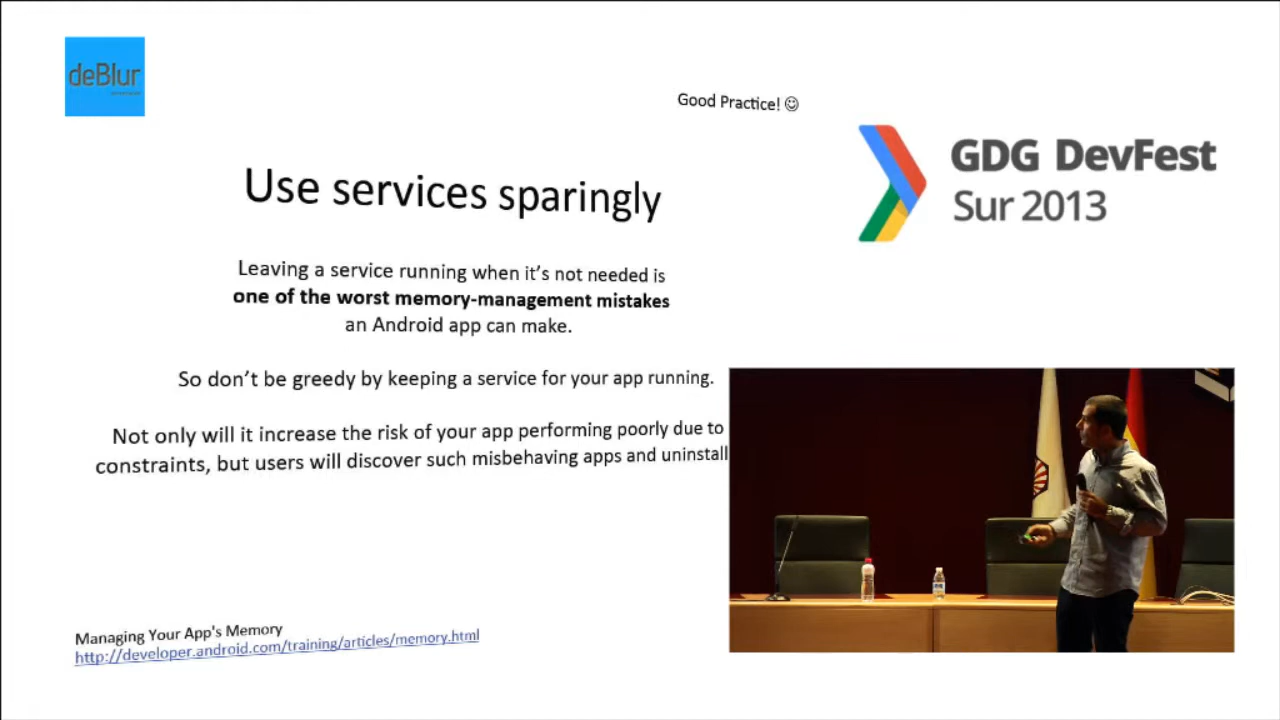 deBlur
Good Practice! ☺
GDG DevFest
Sur 2013
Use services sparingly
Leaving a service running when it's not needed is
one of the worst memory-management mistakes
an Android app can make.
So don't be greedy by keeping a service for your app running.
Not only will it increase the risk of your app performing poorly due to
constraints, but users will discover such misbehaving apps and uninstall
Managing Your App's Memory
http://developer.android.com/training/articles/memory.html